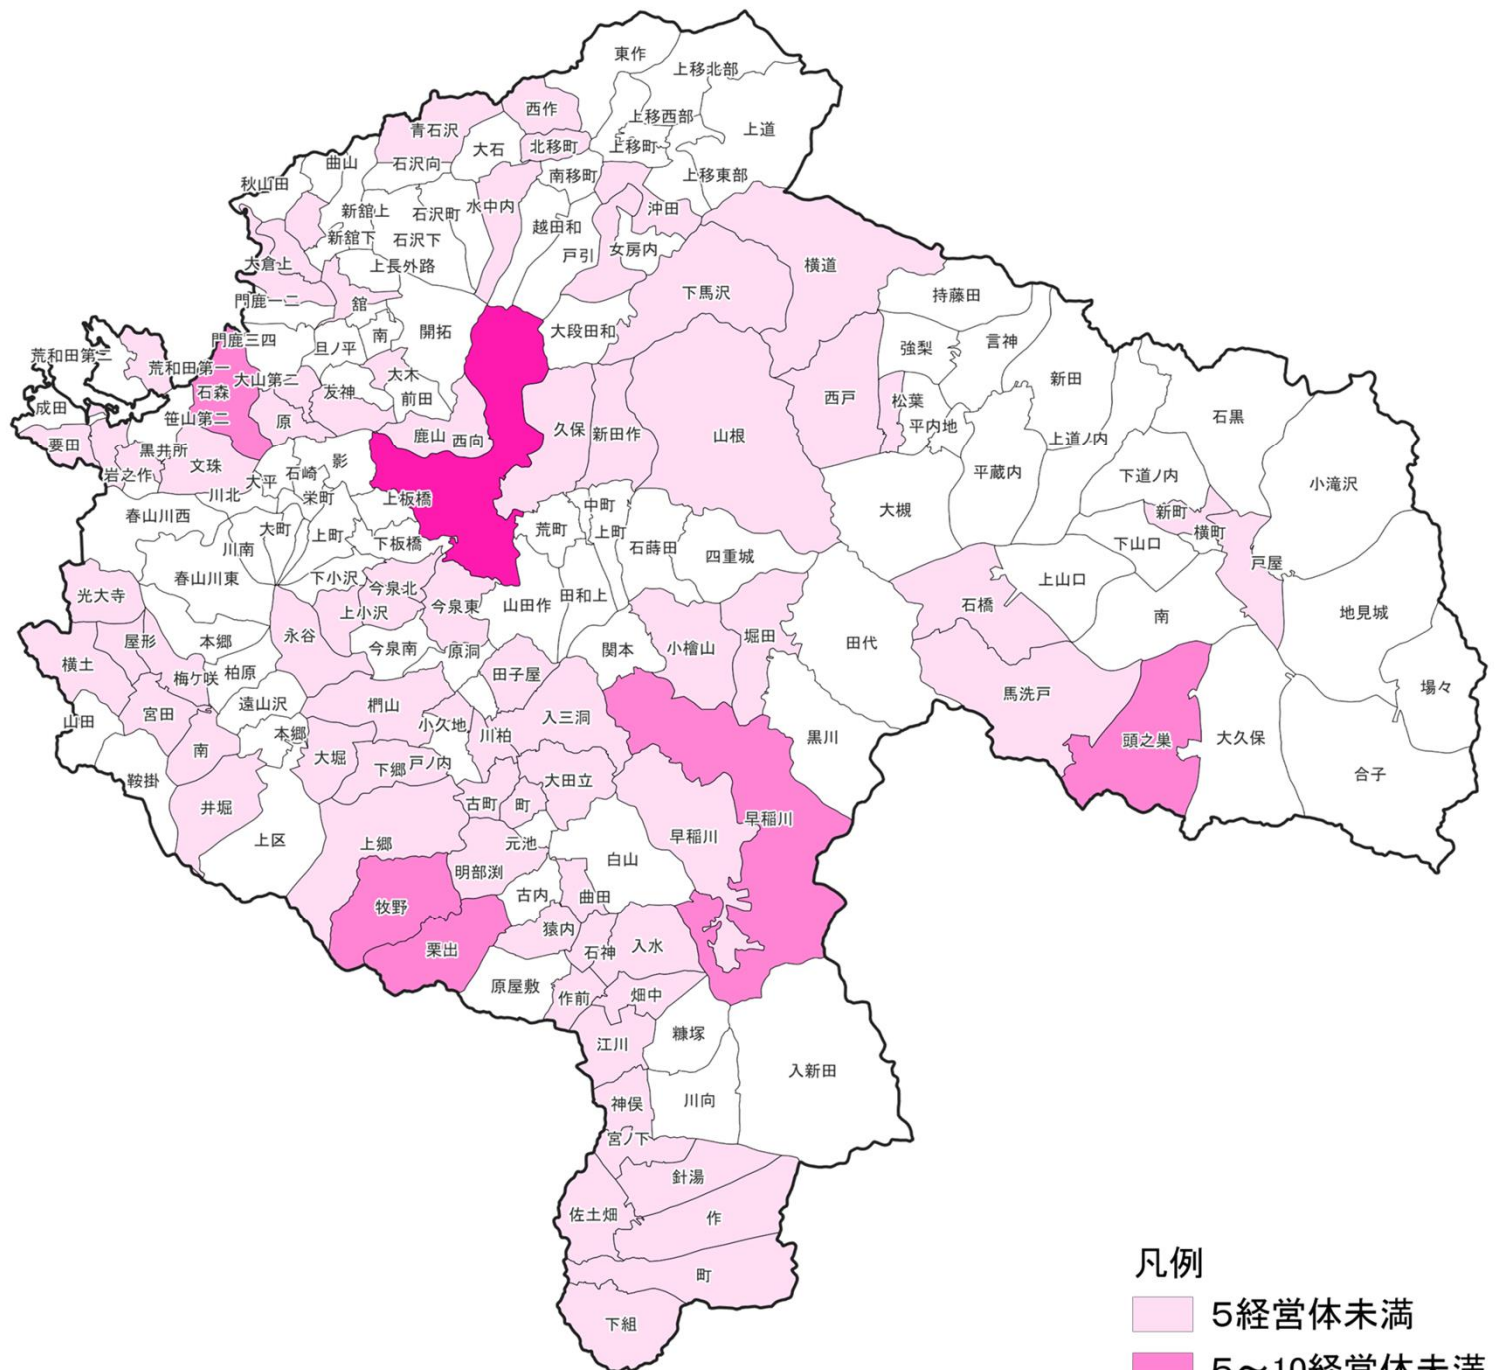 東作
上移北部
西作
上移西部
青石沢
上道
北移町
上移町
大石
曲山
石沢向
南移町
上移東部
秋山田
新舘上
石沢町
水中内
沖田
越田和
新舘下
石沢下
女房内
戸引
大倉上
上長外路
横道
下馬沢
持藤田
門鹿一二
舘
南
開拓
大段田和
門鹿三四
言神
旦ノ平
強梨
荒和田第二
荒和田第一
太木
大山第二
新田
石森
友神
前田
西戸
松葉
成田
笹山第二
石黒
原
平内地
久保
新田作
山根
鹿山
西向
上道ノ内
要田
黒井所
影
文珠
平蔵内
石崎
下道ノ内
岩之作
大平
小滝沢
川北
栄町
上板橋
中町
大槻
新町
春山川西
大町
荒町
上町
上町
横町
川南
下板橋
石蒔田
下山口
四重城
戸屋
春山川東
下小沢
上山口
今泉北
光大寺
田和上
石橋
今泉東
山田作
上小沢
地見城
南
永谷
堀田
屋形
本郷
田代
小檜山
今泉南
原洞
関本
横土
柏原
田子屋
梅ケ咲
場々
馬洗戸
遠山沢
椚山
宮田
入三洞
山田
小久地
本郷
川柏
黒川
頭之巣
大久保
南
大堀
戸ノ内
下郷
合子
鞍掛
大田立
古町
町
井堀
早稲川
早稲川
上区
上郷
元池
白山
明部渕
古内
曲田
牧野
猿内
入水
栗出
石神
原屋敷
作前
畑中
糠塚
江川
入新田
川向
神俣
宮ノ下
針湯
佐土畑
作
町
下組
凡例
5経営体未満
5~10経営体未満